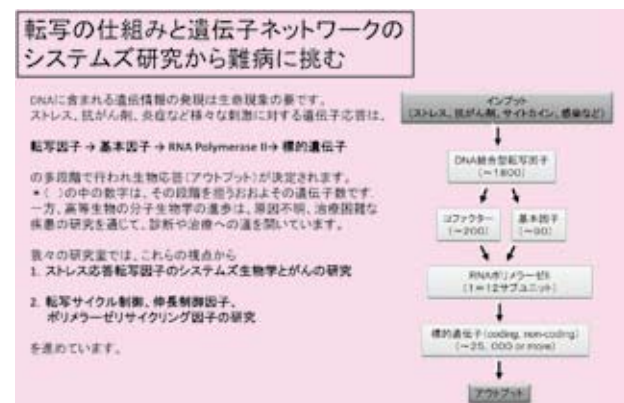 転写の仕組みと遺伝子ネットワークの
システムズ研究から難病に挑む
DNAに含まれる遺伝情報の発現は生命現象の要です。
ストレス、抗がん剤、炎症など様々な刺激に対する遺伝子応答は、
転写因子 → 基本因子 → RNA Polymerase II→ 標的遺伝子
の多段階で行われ生物応答(アウトプット)が決定されます。
*( )の中の数字は、その段階を担うおおよその遺伝子数です。
一方、高等生物の分子生物学の進歩は、原因不明、治療困難な
疾患の研究を通じて、診断や治療への道を開いています。
我々の研究室では、これらの視点から
1. ストレス応答転写因子のシステムズ生物学とがんの研究
2. 転写サイクル制御、伸長制御因子、
ポリメラーゼリサイクリング因子の研究
を進めています。
インプット
(ストレス、抗がん剤、サイトカイン、感染など)
DNA結合型転写因子
(~1800)
コファクター
(~200)
基本因子
(~90)
RNAポリメラーゼII
(1=12サブユニット)
標的遺伝子(coding, non-coding)
(~25, 000 or more)
アウトプット